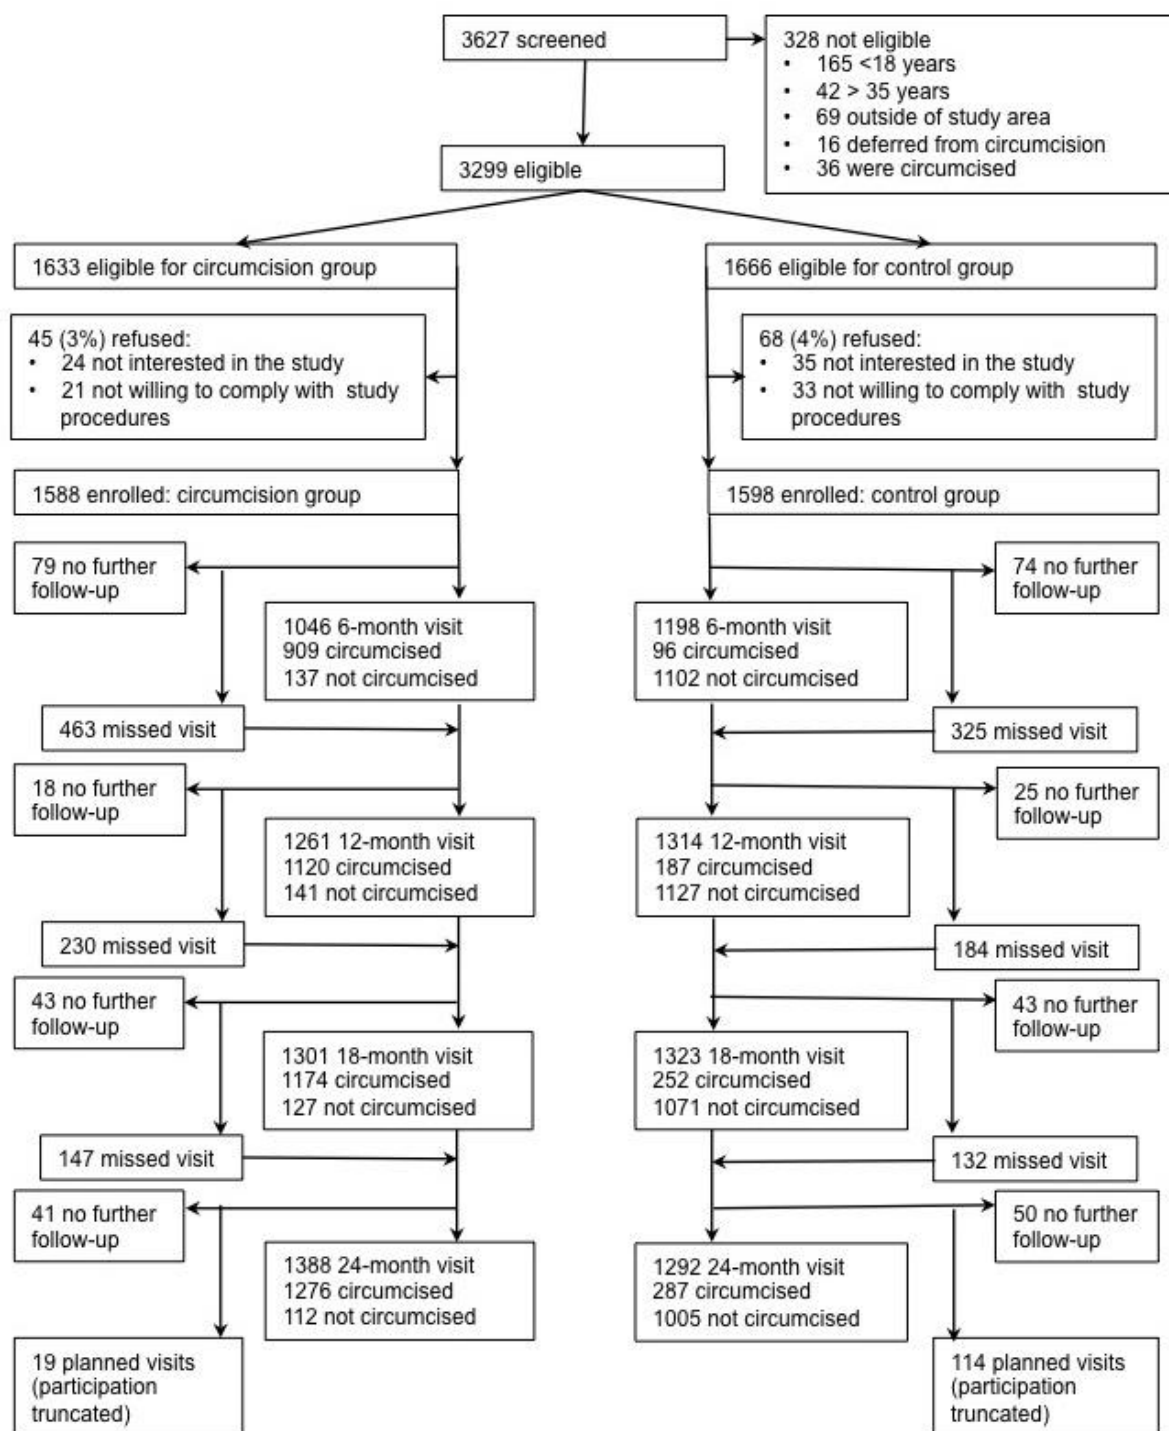 3627 screened
328 not eligible
• 165 <18 years
• 42 > 35 years
• 69 outside of study area
• 16 deferred from circumcision
• 36 were circumcised
3299 eligible
1633 eligible for circumcision group
1666 eligible for control group
45 (3%) refused:
• 24 not interested in the study
• 21 not willing to comply with study
procedures
68 (4%) refused:
• 35 not interested in the study
• 33 not willing to comply with study
procedures
1588 enrolled: circumcision group
1598 enrolled: control group
79 no further
follow-up
74 no further
follow-up
1046 6-month visit
909 circumcised
137 not circumcised
1198 6-month visit
96 circumcised
1102 not circumcised
463 missed visit
325 missed visit
18 no further
follow-up
25 no further
follow-up
1261 12-month visit
1120 circumcised
141 not circumcised
1314 12-month visit
187 circumcised
1127 not circumcised
230 missed visit
184 missed visit
43 no further
follow-up
43 no further
follow-up
1301 18-month visit
1174 circumcised
127 not circumcised
1323 18-month visit
252 circumcised
1071 not circumcised
147 missed visit
132 missed visit
41 no further
follow-up
50 no further
follow-up
1388 24-month visit
1276 circumcised
112 not circumcised
1292 24-month visit
287 circumcised
1005 not circumcised
19 planned visits
(participation
truncated)
114 planned visits
(participation
truncated)